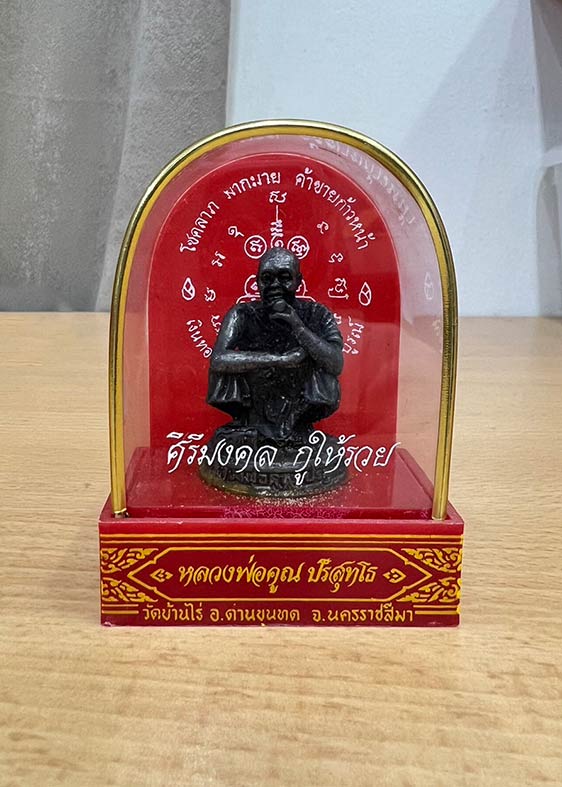 โชคลาภ มากมาย ค้าขายก้าวหน้า
ศิริมงคล กูให้รวย
หลวงพ่อคูณ ปริสุทโธ
วัดบ้านไร่ อ.ด่านขุนทด จ.นครราชสีมา